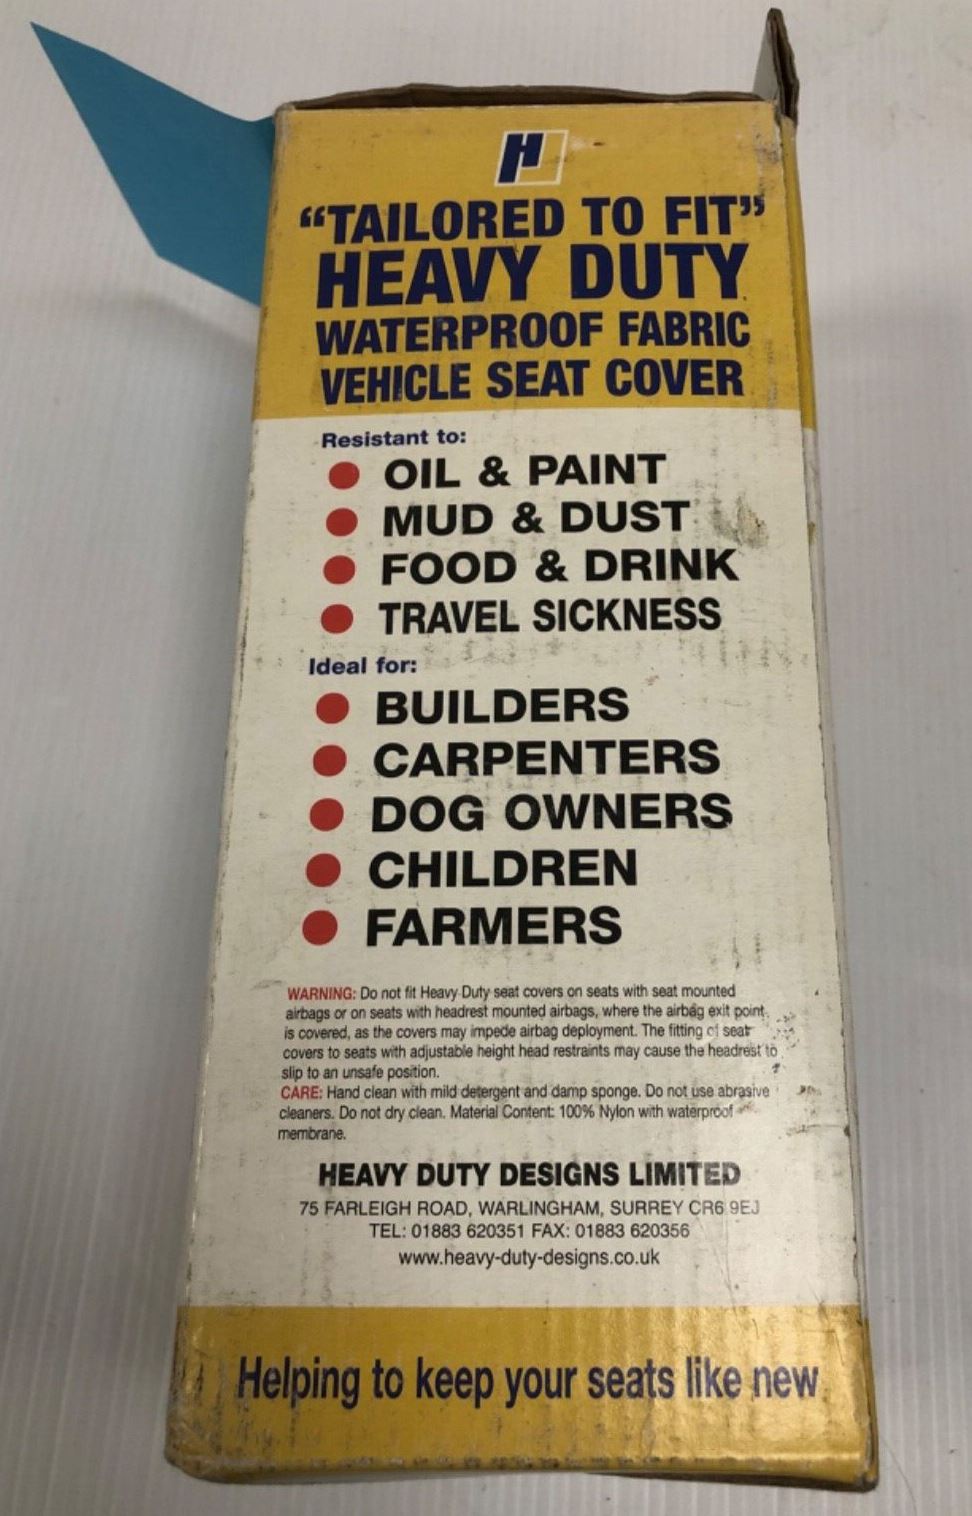 H
“TAILORED TO FIT”
HEAVY DUTY
WATERPROOF FABRIC
VEHICLE SEAT COVER
Resistant to:
● OIL & PAINT
● MUD & DUST
● FOOD & DRINK
● TRAVEL SICKNESS
Ideal for:
● BUILDERS
● CARPENTERS
● DOG OWNERS
● CHILDREN
● FARMERS
WARNING: Do not fit Heavy Duty seat covers on seats with seat mounted
airbags or on seats with headrest mounted airbags, where the airbag exit point
is covered, as the covers may impede airbag deployment. The fitting of seat
covers to seats with adjustable height head restraints may cause the headrest to
slip to an unsafe position.
CARE: Hand clean with mild detergent and damp sponge. Do not use abrasive
cleaners. Do not dry clean. Material Content: 100% Nylon with waterproof
membrane.
HEAVY DUTY DESIGNS LIMITED
75 FARLEIGH ROAD, WARLINGHAM, SURREY CR6 9EJ
TEL: 01883 620351 FAX: 01883 620356
www.heavy-duty-designs.co.uk
Helping to keep your seats like new